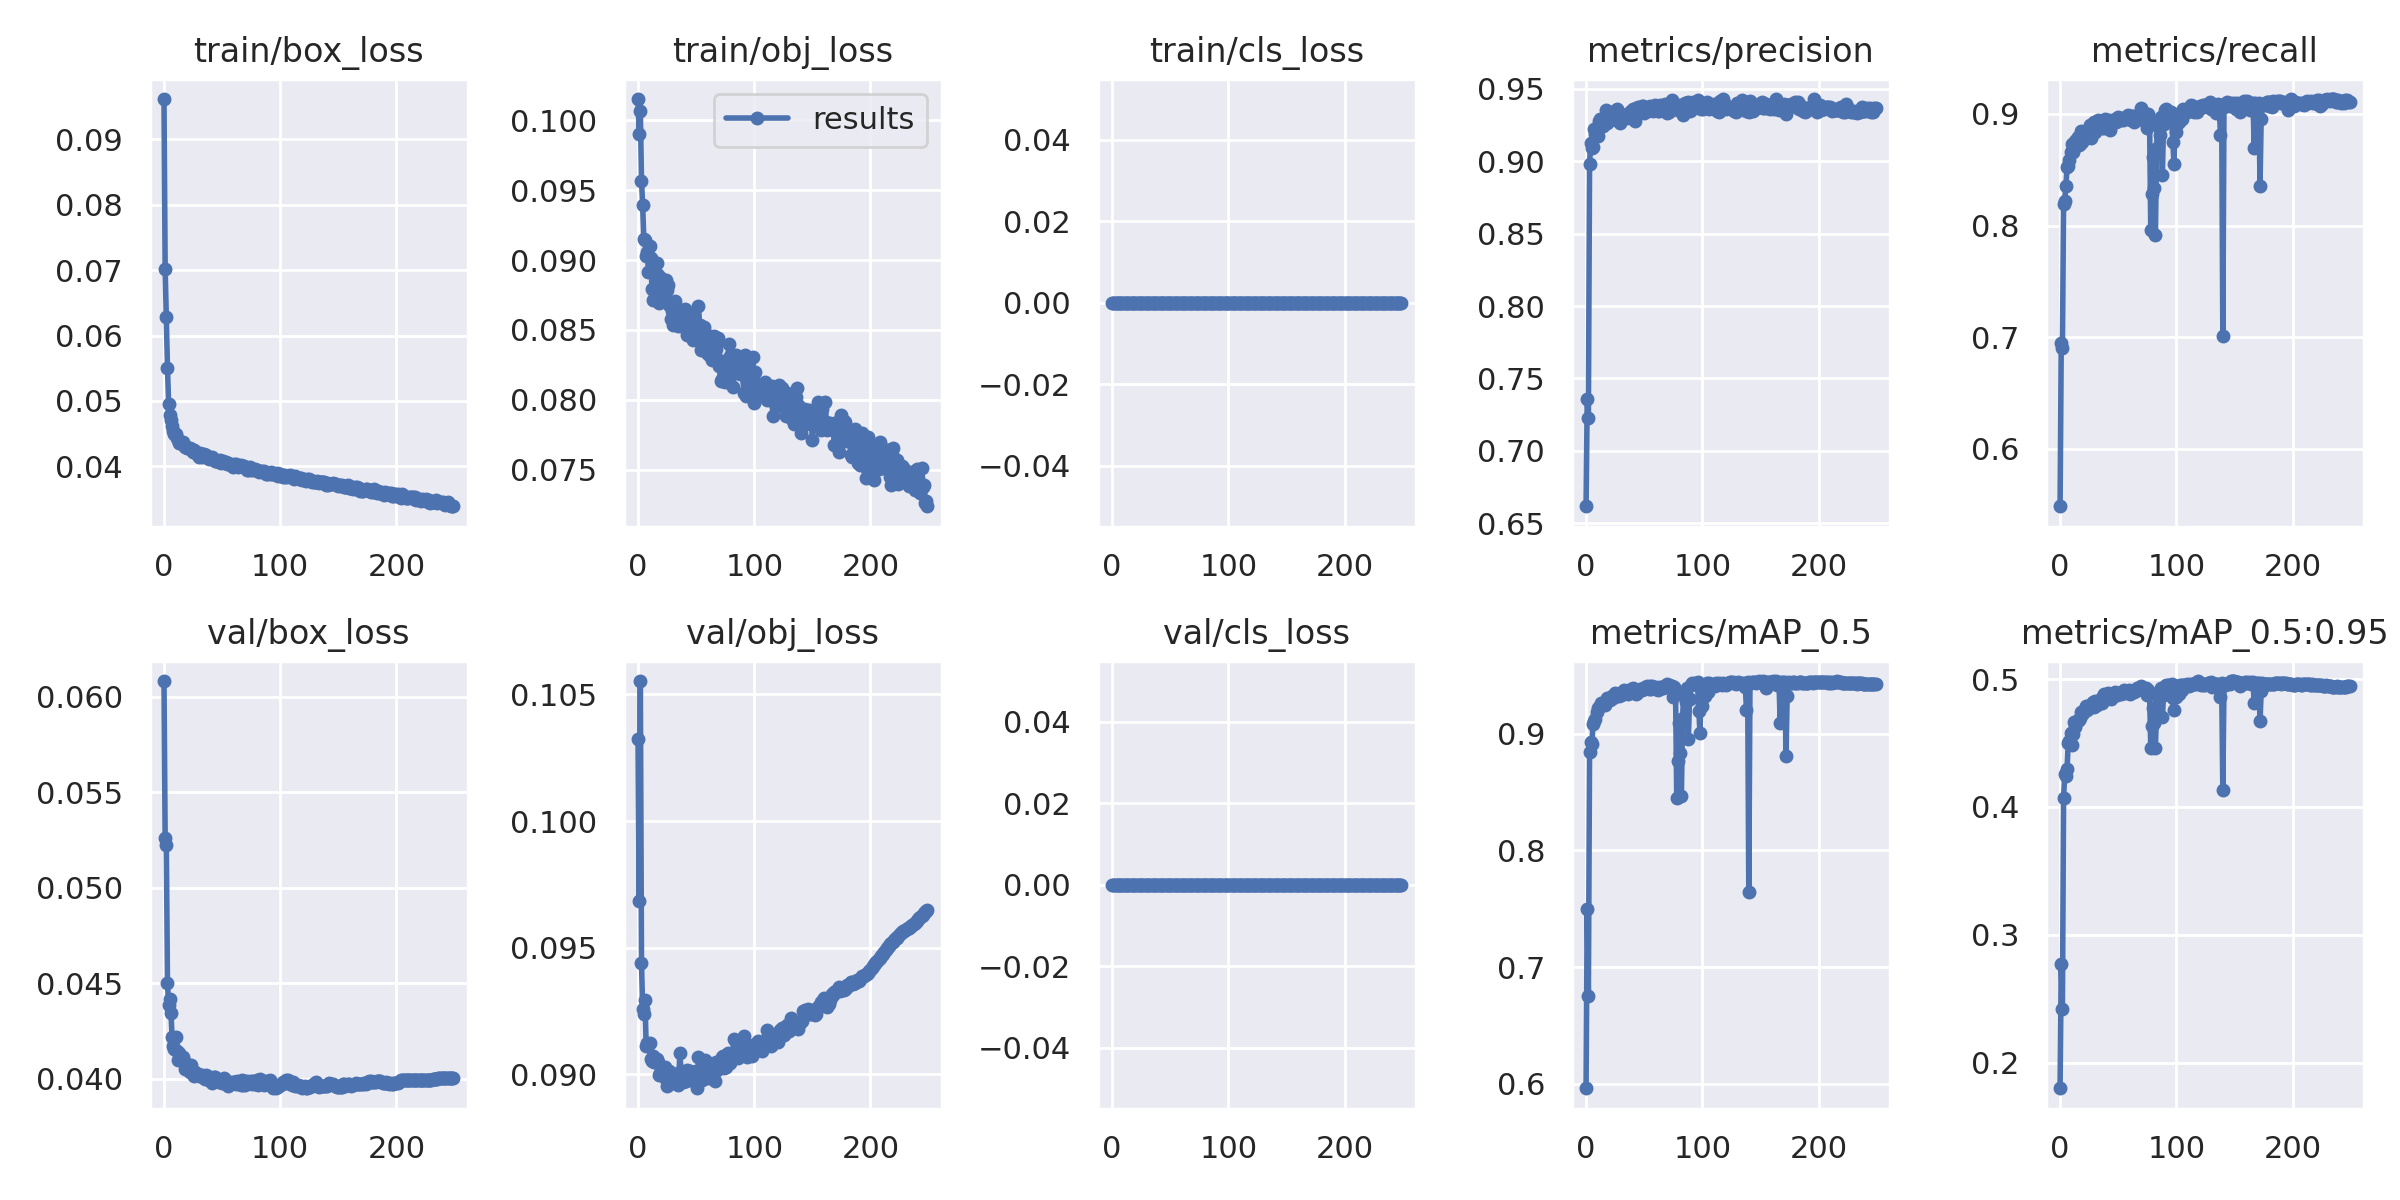 train/box_loss
0.09
0.08
0.07
0.06
0.05
0.04
0 100 200
train/obj_loss
results
0.100
0.095
0.090
0.085
0.080
0.075
0 100 200
train/cls_loss
0.04
0.02
0.00
−0.02
−0.04
0 100 200
metrics/precision
0.95
0.90
0.85
0.80
0.75
0.70
0.65
0 100 200
metrics/recall
0.9
0.8
0.7
0.6
0 100 200
val/box_loss
0.060
0.055
0.050
0.045
0.040
0 100 200
val/obj_loss
0.105
0.100
0.095
0.090
0 100 200
val/cls_loss
0.04
0.02
0.00
−0.02
−0.04
0 100 200
metrics/mAP_0.5
0.9
0.8
0.7
0.6
0 100 200
metrics/mAP_0.5:0.95
0.5
0.4
0.3
0.2
0 100 200